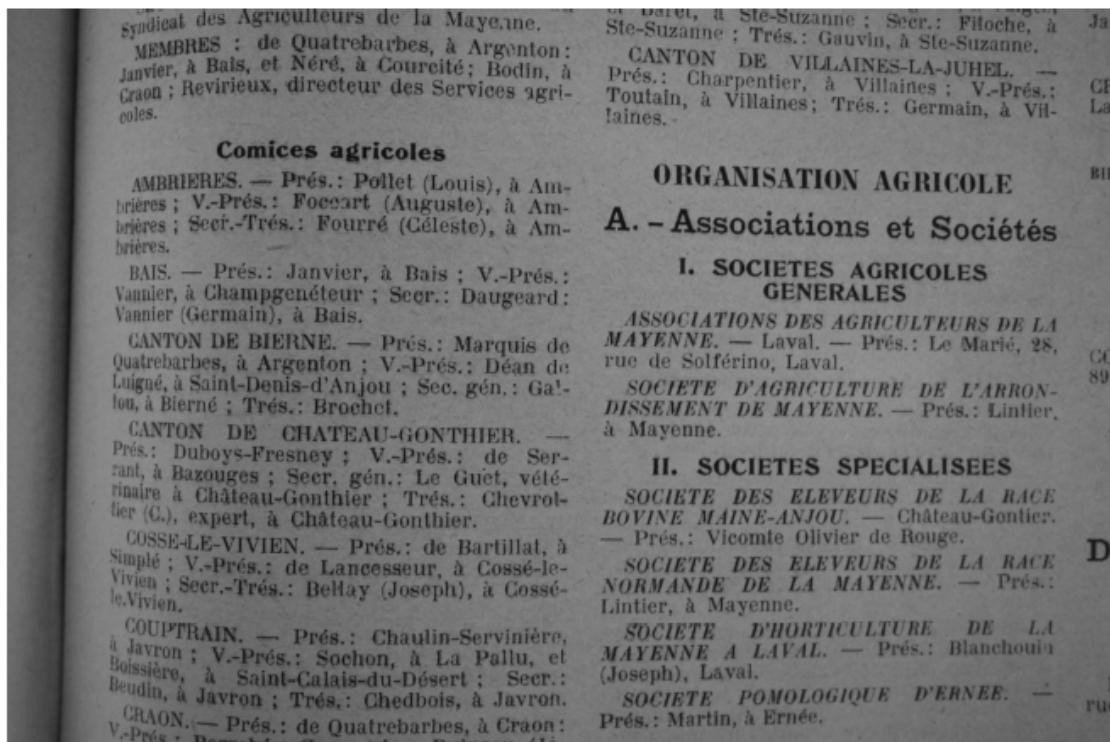 Syndicat des Agriculteurs de la Mayenne.
MEMBRES : de Quatrebarbes, à Argenton :
Janvier, à Bais, et Néré, à Courcité ; Bodin, à
Craon ; Revirieux, directeur des Services agri-
coles.
Comices agricoles
AMBRIERES. — Prés. : Pollet (Louis), à Am-
brières ; V.-Prés. : Foccart (Auguste), à Am-
brières ; Secr.-Trés. : Fourré (Céleste), à Am-
brières.
BAIS. — Prés. : Janvier, à Bais ; V.-Prés. :
Vannier, à Champgenéteur ; Secr. : Daugeard :
Vannier (Germain), à Bais.
CANTON DE BIERNE. — Prés. : Marquis de
Quatrebarbes, à Argenton ; V.-Prés. : Déan de
Luigné, à Saint-Denis-d'Anjou ; Sec. gén. : Gal-
lou, à Bierné ; Trés. : Brochet.
CANTON DE CHATEAU-GONTHIER. —
Prés. : Duboys-Fresney ; V.-Prés. : de Ser-
rant, à Bazouges ; Secr. gén. : Le Guet, vété-
rinaire à Château-Gonthier ; Trés. : Chevrol-
lier (C.), expert, à Château-Gonthier.
COSSE-LE-VIVIEN. — Prés. : de Bartillat, à
Simplé ; V.-Prés. : de Lancesseur, à Cossé-le-
Vivien ; Secr.-Trés. : Bellay (Joseph), à Cossé-
le.Vivien.
COUPTRAIN. — Prés. : Chaulin-Servinière,
à Javron ; V.-Prés. : Sochon, à La Pallu, et
Boissière, à Saint-Calais-du-Désert ; Secr. :
Beudin, à Javron ; Trés. : Chedbois, à Javron.
CRAON. — Prés. : de Quatrebarbes, à Craon :
V.-Prés :
et Baret, à Ste-Suzanne ; Secr. : Filoche, à
Ste-Suzanne ; Trés. : Gauvin, à Ste-Suzanne.
CANTON DE VILLAINES-LA-JUHEL. —
Prés. : Charpentier, à Villaines ; V.-Prés. :
Toutain, à Villaines ; Trés. : Germain, à Vil-
laines.
ORGANISATION AGRICOLE
A. - Associations et Sociétés
I. SOCIETES AGRICOLES
GENERALES
ASSOCIATIONS DES AGRICULTEURS DE LA
MAYENNE. — Laval. — Prés. : Le Marié, 28,
rue de Solférino, Laval.
SOCIETE D'AGRICULTURE DE L'ARRON-
DISSEMENT DE MAYENNE. — Prés. : Lintier,
à Mayenne.
II. SOCIETES SPECIALISEES
SOCIETE DES ELEVEURS DE LA RACE
BOVINE MAINE-ANJOU. — Château-Gontier.
— Prés. : Vicomte Olivier de Rouge.
SOCIETE DES ELEVEURS DE LA RACE
NORMANDE DE LA MAYENNE. — Prés. :
Lintier, à Mayenne.
SOCIETE D'HORTICULTURE DE LA
MAYENNE A LAVAL. — Prés. : Blanchouin
(Joseph), Laval.
SOCIETE POMOLOGIQUE D'ERNEE. —
Prés. : Martin, à Ernée.